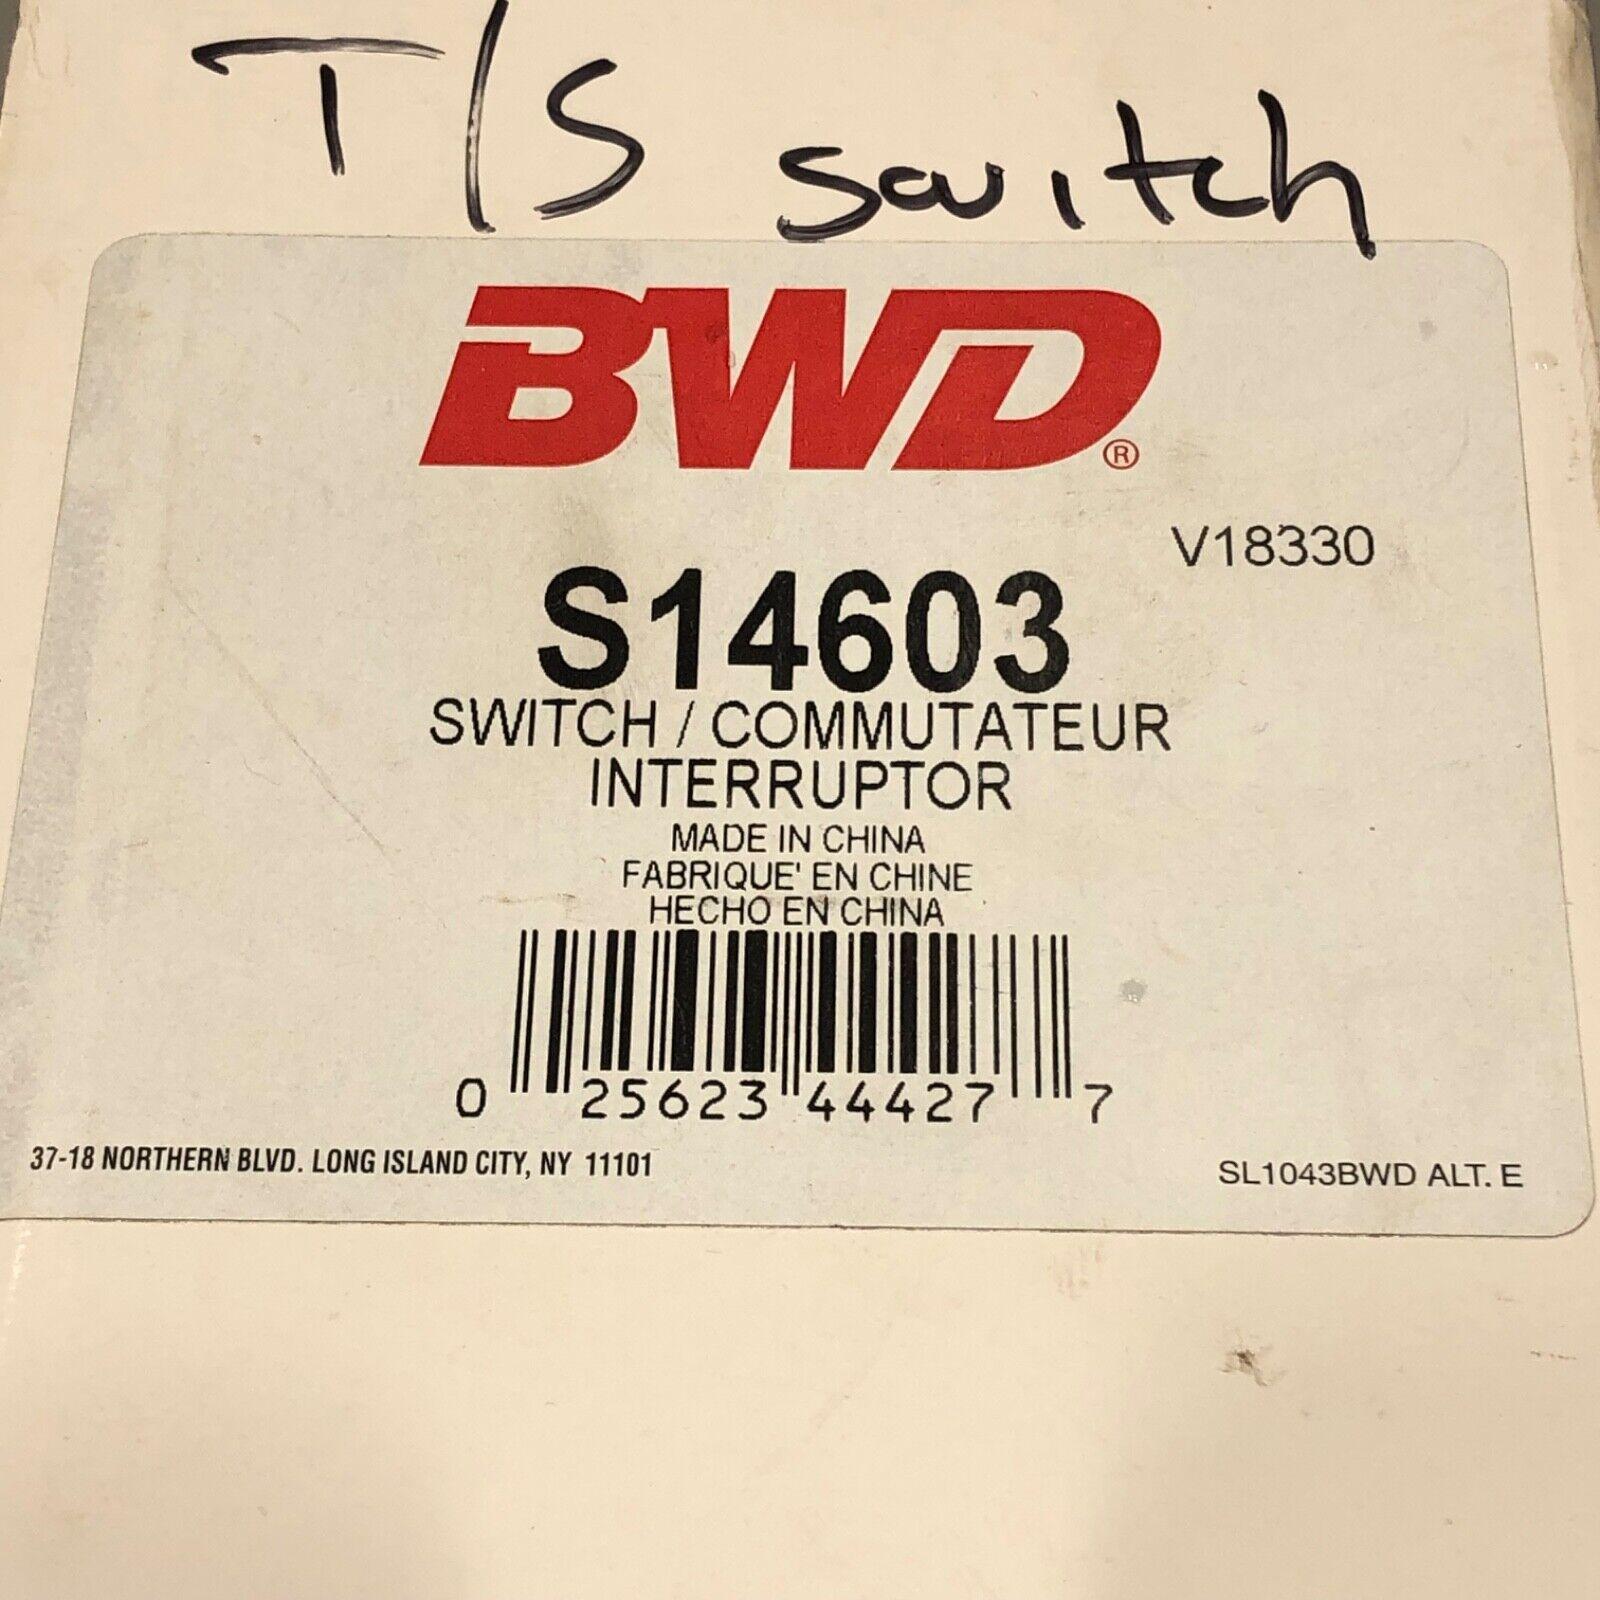 T/S switch
BWD®
V18330
S14603
SWITCH / COMMUTATEUR
INTERRUPTOR
MADE IN CHINA
FABRIQUE' EN CHINE
HECHO EN CHINA
0 25623 44427 7
37-18 NORTHERN BLVD. LONG ISLAND CITY, NY 11101
SL1043BWD ALT. E